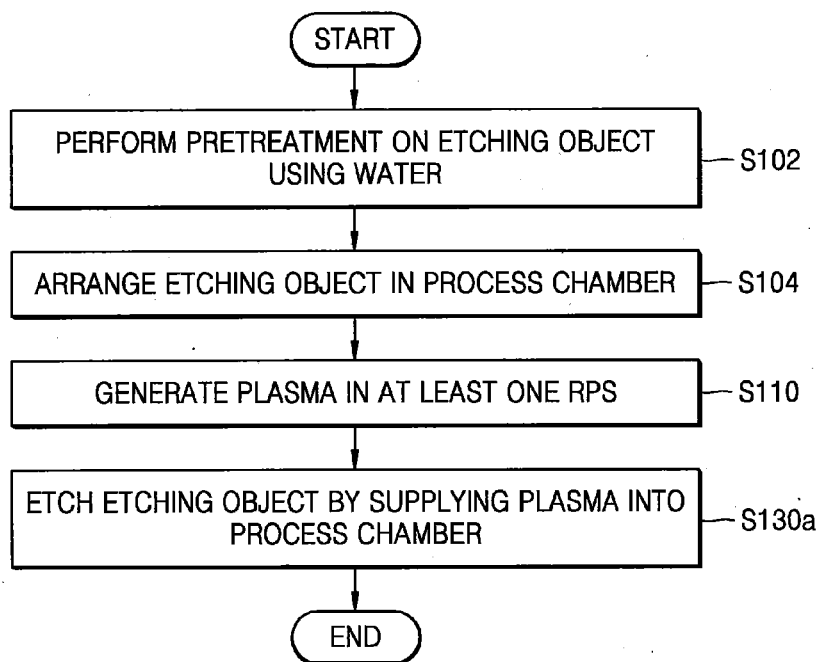 START
PERFORM PRETREATMENT ON ETCHING OBJECT
USING WATER
S102
ARRANGE ETCHING OBJECT IN PROCESS CHAMBER
S104
GENERATE PLASMA IN AT LEAST ONE RPS
S110
ETCH ETCHING OBJECT BY SUPPLYING PLASMA INTO
PROCESS CHAMBER
S130a
END